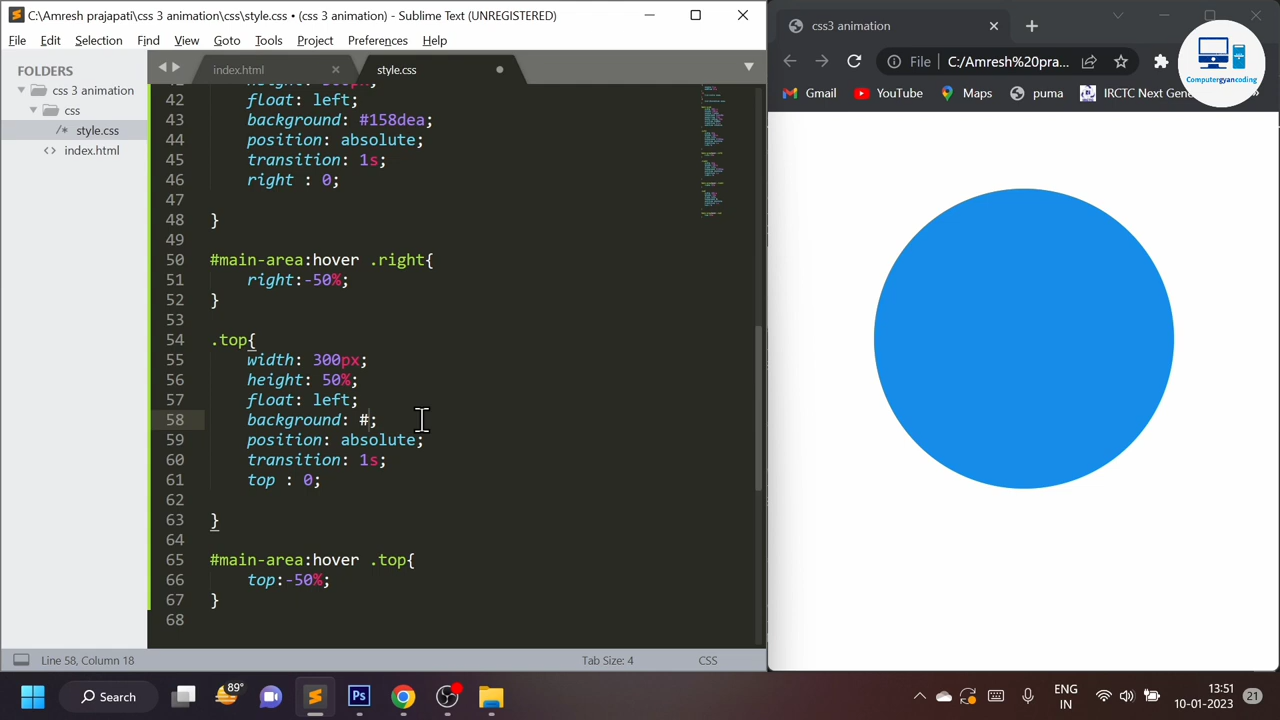 C:\Amresh prajapati\css 3 animation\css\style.css • (css 3 animation) - Sublime Text (UNREGISTERED)
File Edit Selection Find View Goto Tools Project Preferences Help
FOLDERS
css 3 animation
css
/* style.css
<> index.html
index.html
style.css
42 float: left;
43 background: #158dea;
44 position: absolute;
45 transition: 1s;
46 right : 0;
47
48 }
49
50 #main-area:hover .right{
51 right:-50%;
52 }
53
54 .top{
55 width: 300px;
56 height: 50%;
57 float: left;
58 background: #;
59 position: absolute;
60 transition: 1s;
61 top : 0;
62
63 }
64
65 #main-area:hover .top{
66 top:-50%;
67 }
68
Line 58, Column 18
Tab Size: 4
CSS
css3 animation
File C:/Amresh%20pra...
Gmail YouTube Maps puma IRCTC Next Gene
Computergyancoding
Search
89°
Ps
ENG
IN
13:51
10-01-2023
21